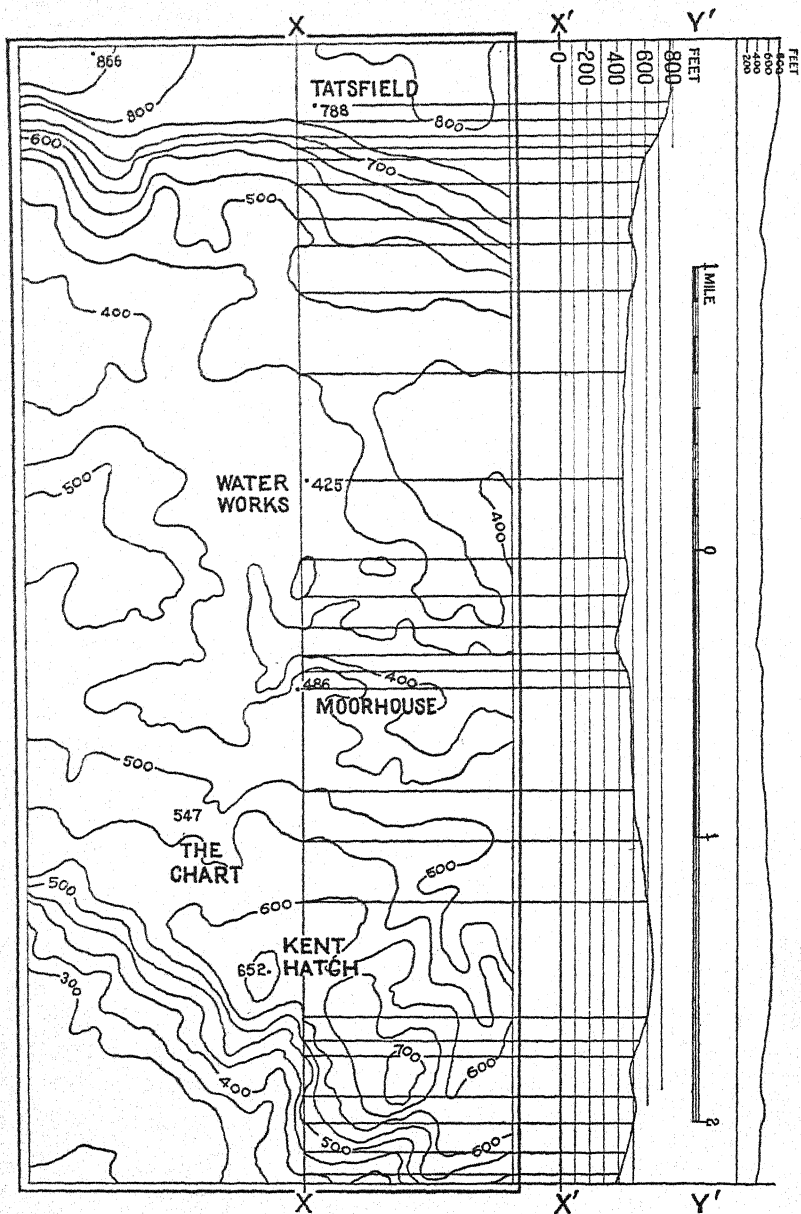 X X' Y'
FEET
800
600
400
200
0
FEET
800
600
400
200
.866
TATSFIELD
.788
800
800
600
700
500
1 MILE
400
WATER
WORKS
.425
500
400
0
400
.486
MOORHOUSE
500
547
THE
CHART
1
500
500
600
KENT
HATCH
652.
300
700
600
400
500
600
2
X X' Y'